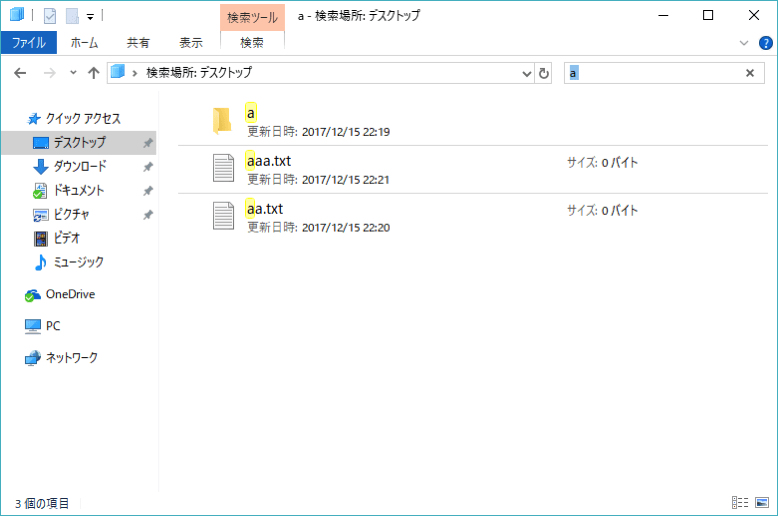 検索ツール
a - 検索場所: デスクトップ
ファイル ホーム 共有 表示 検索
検索場所: デスクトップ
a
クイック アクセス
デスクトップ
ダウンロード
ドキュメント
ピクチャ
ビデオ
ミュージック
OneDrive
PC
ネットワーク
a
更新日時: 2017/12/15 22:19
aaa.txt サイズ: 0 バイト
更新日時: 2017/12/15 22:21
aa.txt サイズ: 0 バイト
更新日時: 2017/12/15 22:20
3 個の項目